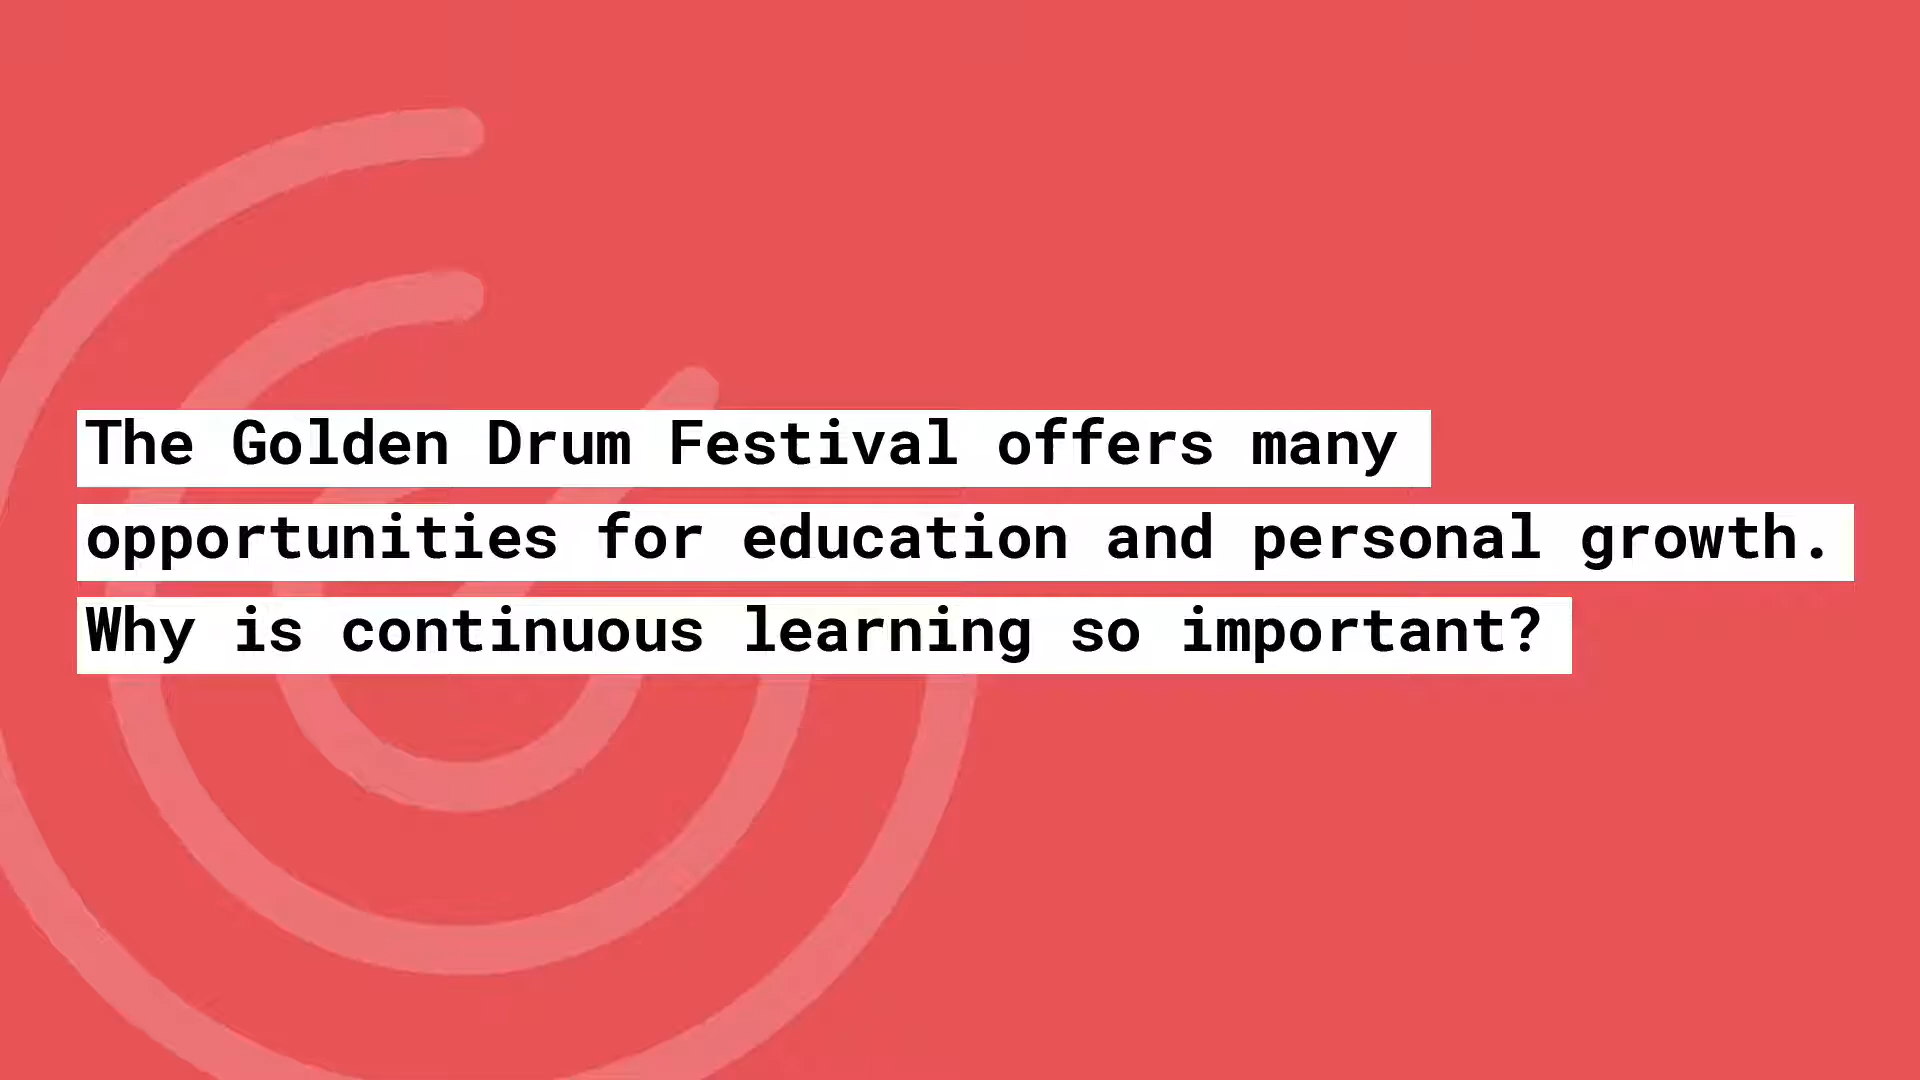 The Golden Drum Festival offers many
opportunities for education and personal growth.
Why is continuous learning so important?